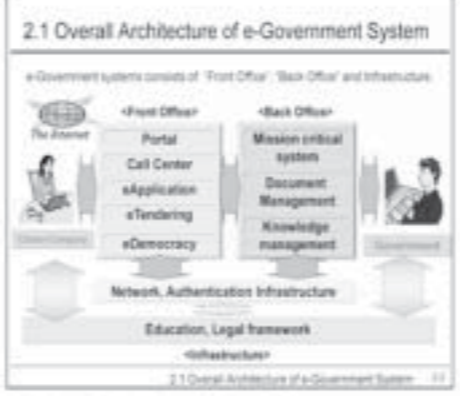 2.1 Overall Architecture of e-Government System
e-Government systems consists of 'Front Office', 'Back Office' and Infrastructure.
<Front Office>
<Back Office>
The Internet
Portal
Call Center
eApplication
eTendering
eDemocracy
Mission critical
system
Document
Management
Knowledge
management
Government
Network, Authentication Infrastructure
Education, Legal framework
<Infrastructure>
2.1 Overall Architecture of e-Government System